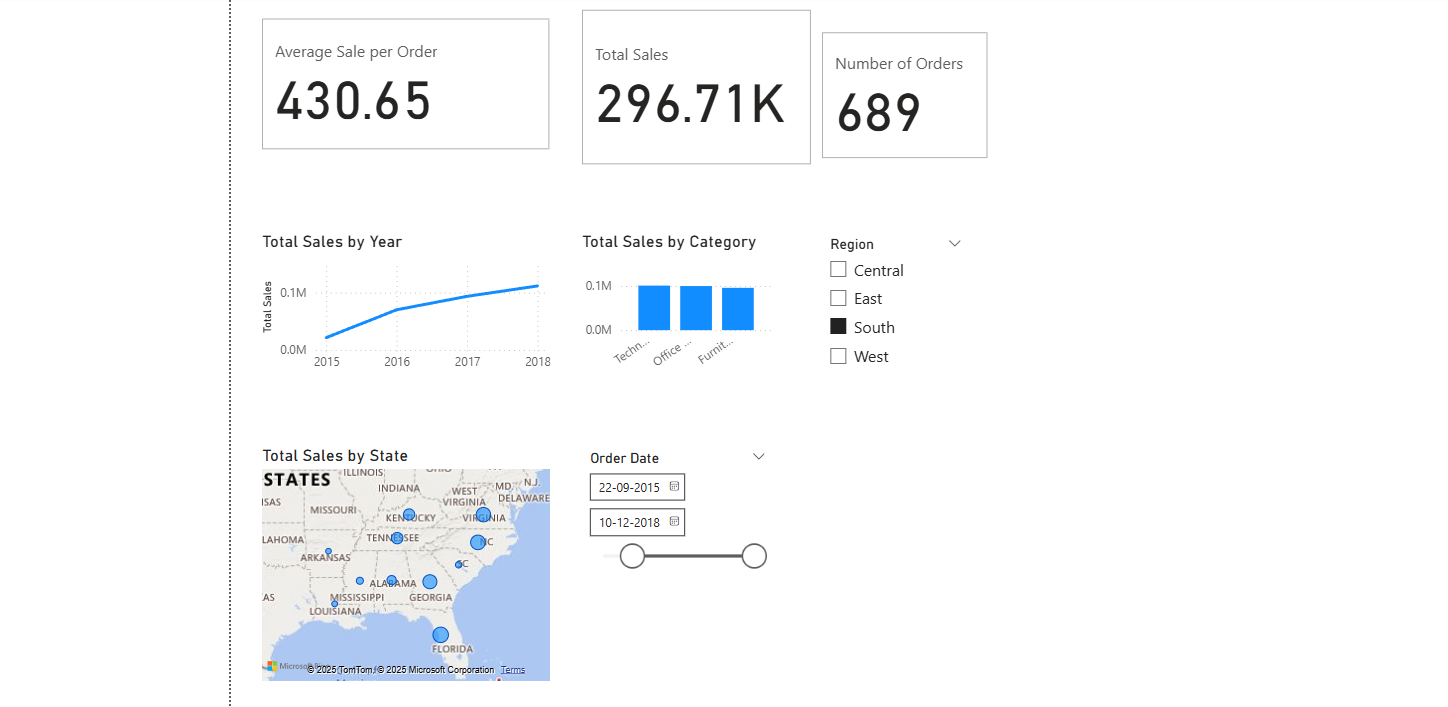 Average Sale per Order
430.65
Total Sales
296.71K
Number of Orders
689
Total Sales by Year
Total Sales
0.1M
0.0M
2015 2016 2017 2018
Total Sales by Category
0.1M
0.0M
Techn... Office ... Furnit...
Region
Central
East
South
West
Total Sales by State
STATES
ILLINOIS
OHIO
INDIANA
WEST VIRGINIA
MD
N.J.
DELAWARE
SAS
MISSOURI
KENTUCKY
VIRGINIA
LAHOMA
TENNESSEE
NC
ARKANSAS
SC
AS
MISSISSIPPI
ALABAMA
GEORGIA
LOUISIANA
FLORIDA
Microsoft
© 2025 TomTom, © 2025 Microsoft Corporation Terms
Order Date
22-09-2015
10-12-2018